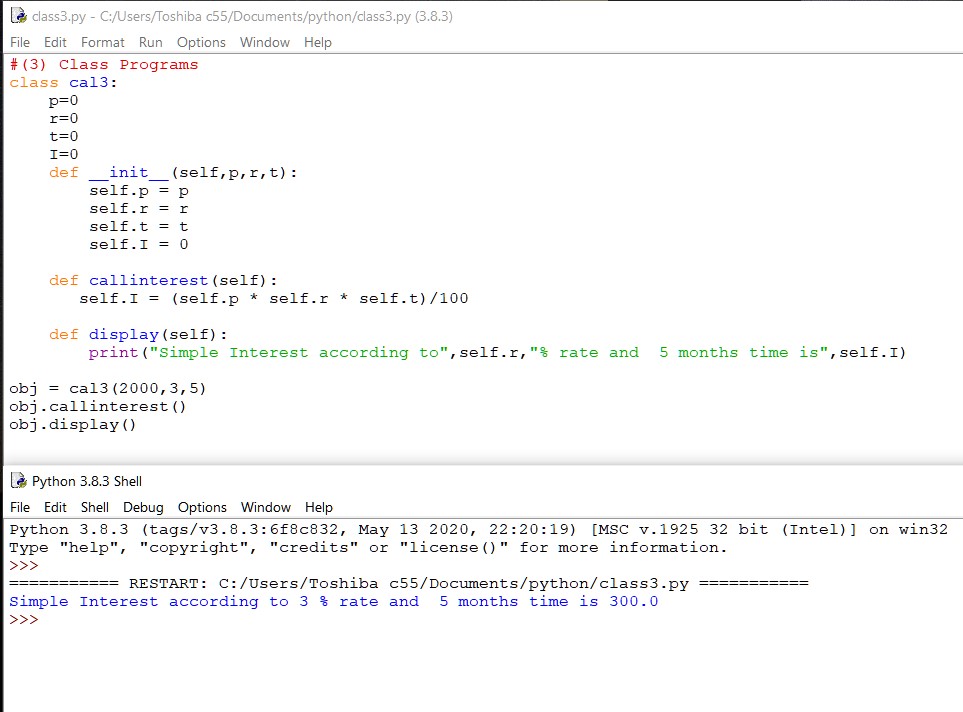 class3.py - C:/Users/Toshiba c55/Documents/python/class3.py (3.8.3)
File Edit Format Run Options Window Help
#(3) Class Programs
class cal3:
    p=0
    r=0
    t=0
    I=0
    def __init__(self,p,r,t):
        self.p = p
        self.r = r
        self.t = t
        self.I = 0
    def callinterest(self):
       self.I = (self.p * self.r * self.t)/100
    def display(self):
        print("Simple Interest according to",self.r,"% rate and  5 months time is",self.I)
obj = cal3(2000,3,5)
obj.callinterest()
obj.display()
Python 3.8.3 Shell
File Edit Shell Debug Options Window Help
Python 3.8.3 (tags/v3.8.3:6f8c832, May 13 2020, 22:20:19) [MSC v.1925 32 bit (Intel)] on win32
Type "help", "copyright", "credits" or "license()" for more information.
>>>
=========== RESTART: C:/Users/Toshiba c55/Documents/python/class3.py ===========
Simple Interest according to 3 % rate and  5 months time is 300.0
>>>